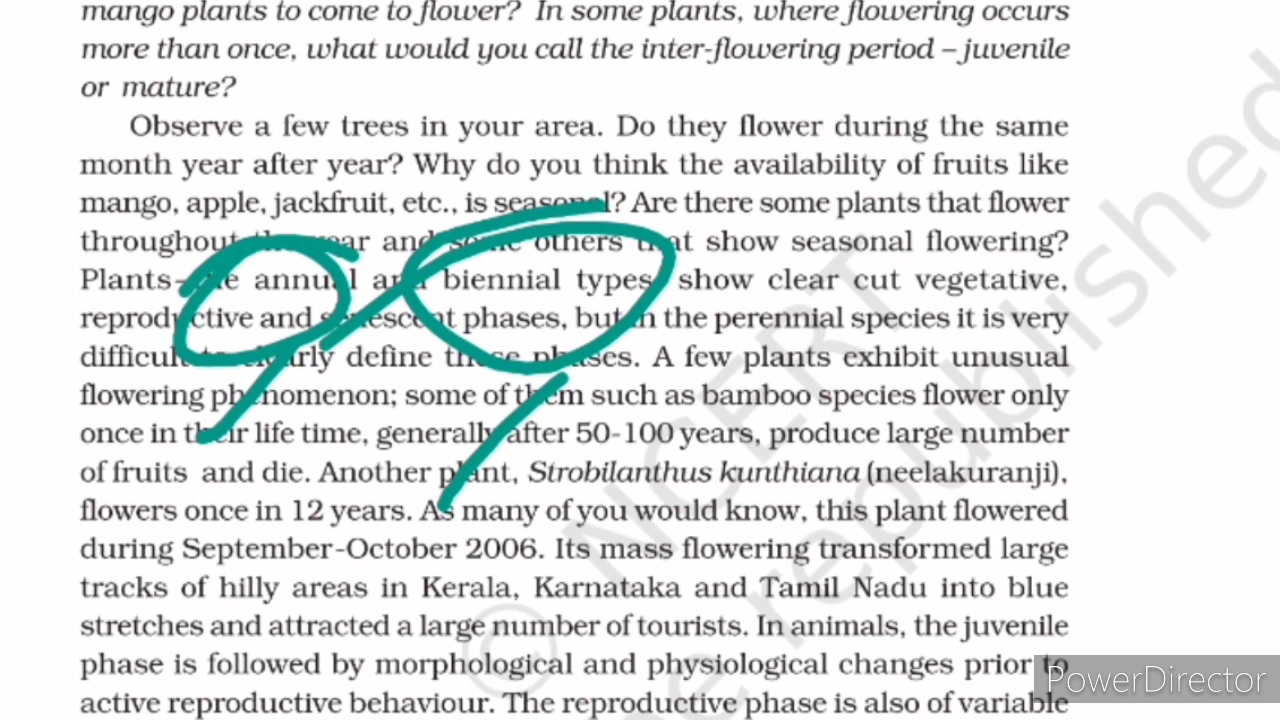 mango plants to come to flower? In some plants, where flowering occurs
more than once, what would you call the inter-flowering period – juvenile
or mature?
Observe a few trees in your area. Do they flower during the same
month year after year? Why do you think the availability of fruits like
mango, apple, jackfruit, etc., is seasonal? Are there some plants that flower
throughout the year and some others that show seasonal flowering?
Plants–the annual and biennial types, show clear cut vegetative,
reproductive and senescent phases, but in the perennial species it is very
difficult to clearly define these phases. A few plants exhibit unusual
flowering phenomenon; some of them such as bamboo species flower only
once in their life time, generally after 50-100 years, produce large number
of fruits and die. Another plant, Strobilanthus kunthiana (neelakuranji),
flowers once in 12 years. As many of you would know, this plant flowered
during September-October 2006. Its mass flowering transformed large
tracks of hilly areas in Kerala, Karnataka and Tamil Nadu into blue
stretches and attracted a large number of tourists. In animals, the juvenile
phase is followed by morphological and physiological changes prior to
active reproductive behaviour. The reproductive phase is also of variable
© NCERT
be republished
PowerDirector